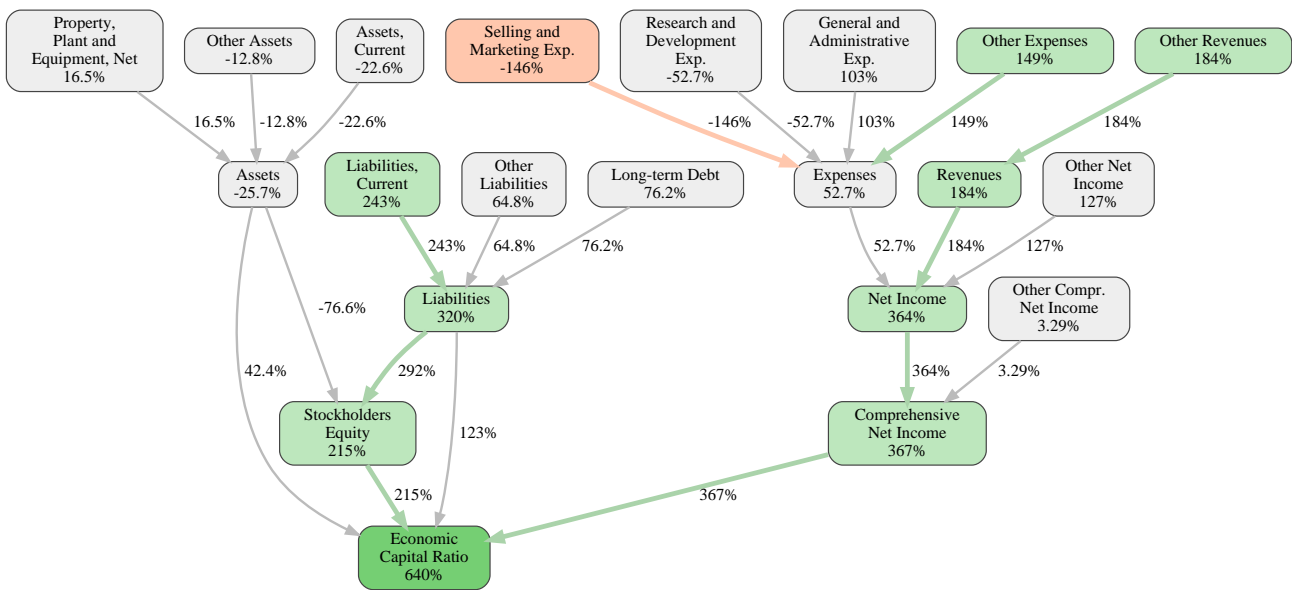 Property,
Plant and
Equipment, Net
16.5%
Other Assets
-12.8%
Assets,
Current
-22.6%
Selling and
Marketing Exp.
-146%
Research and
Development
Exp.
-52.7%
General and
Administrative
Exp.
103%
Other Expenses
149%
Other Revenues
184%
16.5%
-12.8%
-22.6%
-146%
-52.7%
103%
149%
184%
Assets
-25.7%
Liabilities,
Current
243%
Other
Liabilities
64.8%
Long-term Debt
76.2%
Expenses
52.7%
Revenues
184%
Other Net
Income
127%
243%
64.8%
76.2%
52.7%
184%
127%
-76.6%
Liabilities
320%
Net Income
364%
Other Compr.
Net Income
3.29%
42.4%
292%
364%
3.29%
Stockholders
Equity
215%
123%
Comprehensive
Net Income
367%
215%
367%
Economic
Capital Ratio
640%